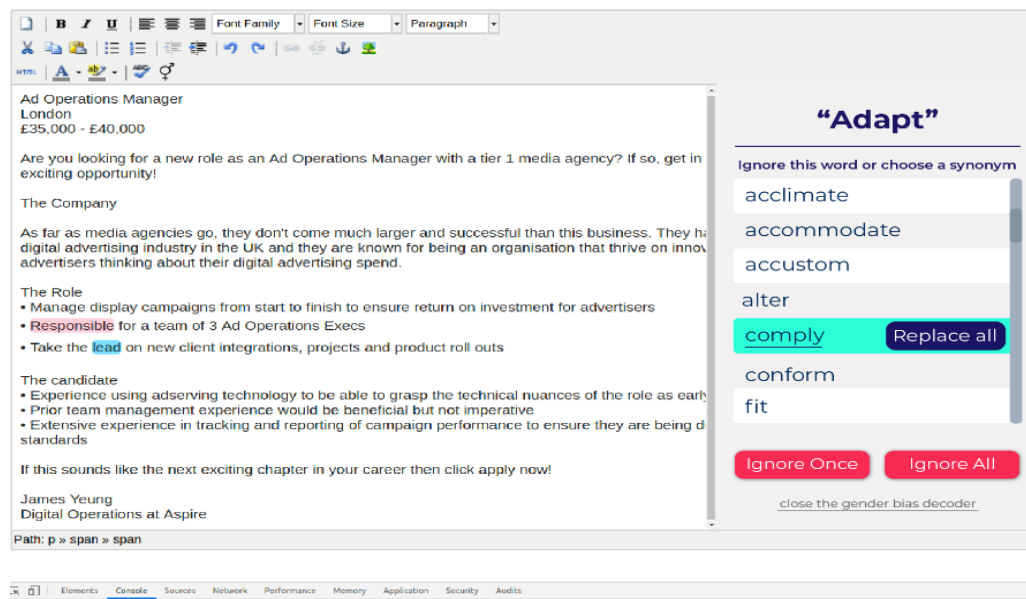 Font Family
Font Size
Paragraph
HTML
A
ab
ABC
Ad Operations Manager
London
£35,000 - £40,000
Are you looking for a new role as an Ad Operations Manager with a tier 1 media agency? If so, get in
exciting opportunity!
The Company
As far as media agencies go, they don't come much larger and successful than this business. They ha
digital advertising industry in the UK and they are known for being an organisation that thrive on innov
advertisers thinking about their digital advertising spend.
The Role
• Manage display campaigns from start to finish to ensure return on investment for advertisers
• Responsible for a team of 3 Ad Operations Execs
• Take the lead on new client integrations, projects and product roll outs
The candidate
• Experience using adserving technology to be able to grasp the technical nuances of the role as early
• Prior team management experience would be beneficial but not imperative
• Extensive experience in tracking and reporting of campaign performance to ensure they are being d
standards
If this sounds like the next exciting chapter in your career then click apply now!
James Yeung
Digital Operations at Aspire
Path: p » span » span
“Adapt”
Ignore this word or choose a synonym
acclimate
accommodate
accustom
alter
comply Replace all
conform
fit
Ignore Once Ignore All
close the gender bias decoder
Elements Console Sources Network Performance Memory Application Security Audits